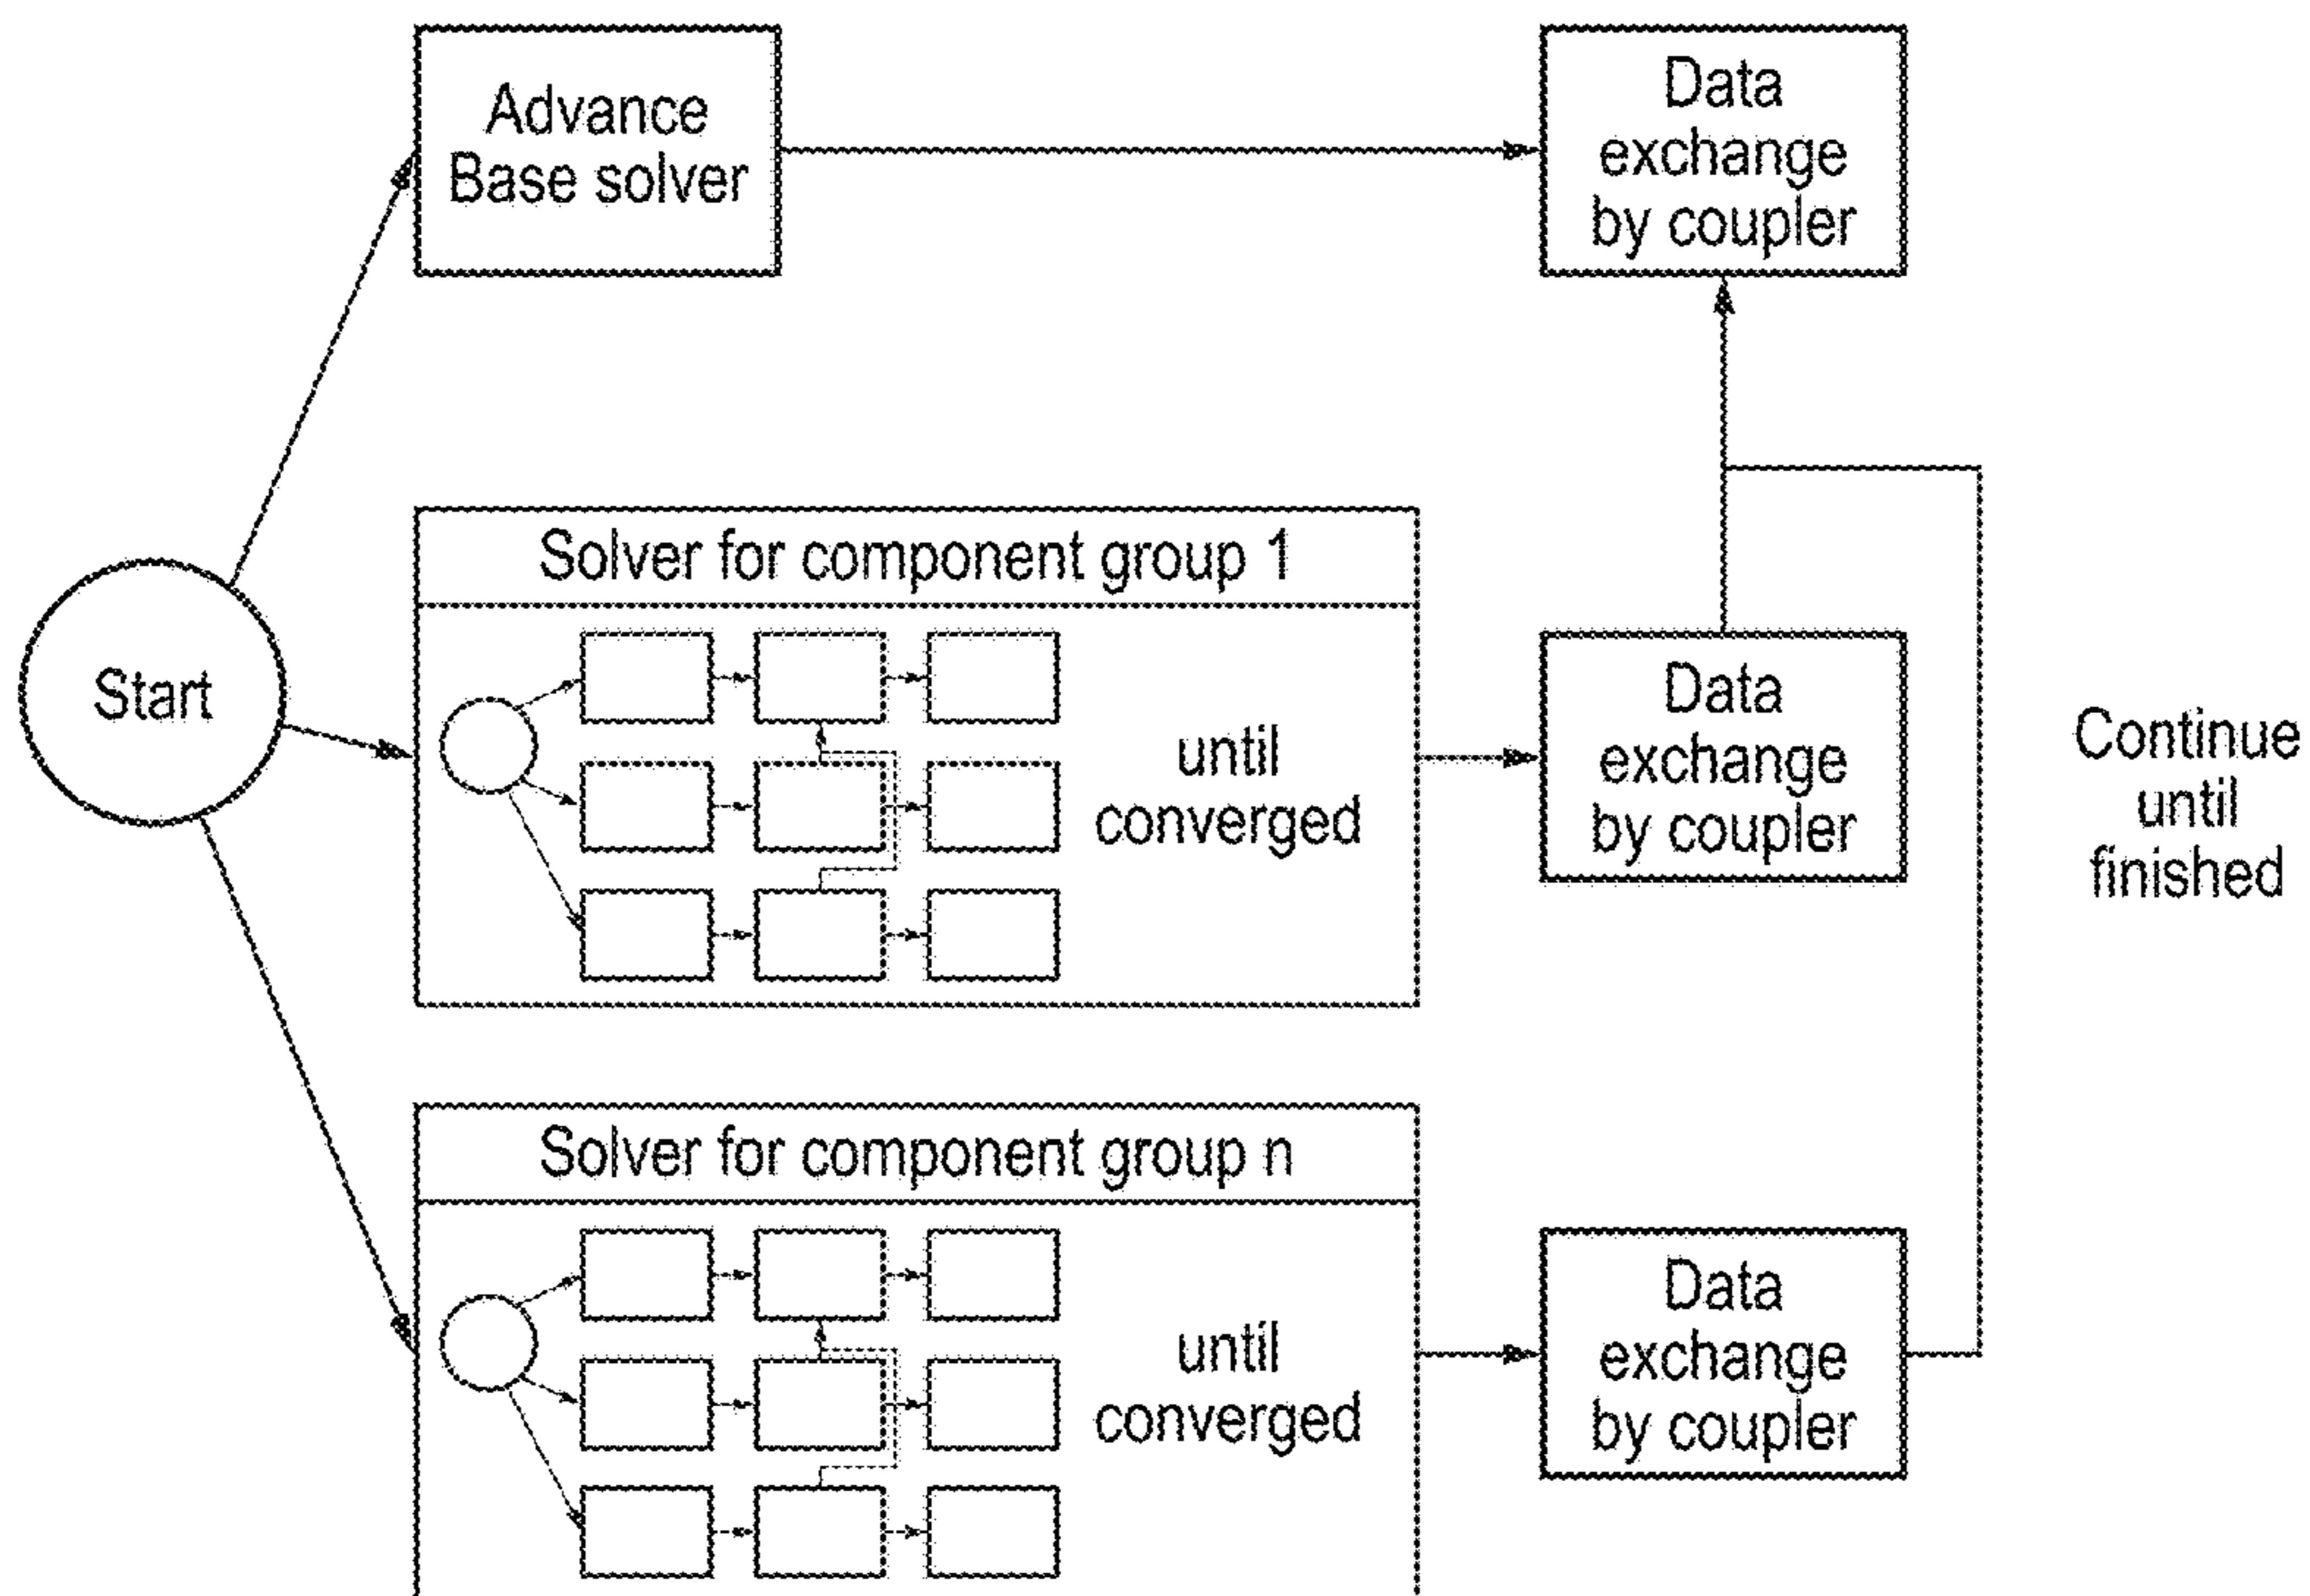 Advance
Base solver
Data
exchange
by coupler
Start
Solver for component group 1
until
converged
Data
exchange
by coupler
Continue
until
finished
Solver for component group n
until
converged
Data
exchange
by coupler